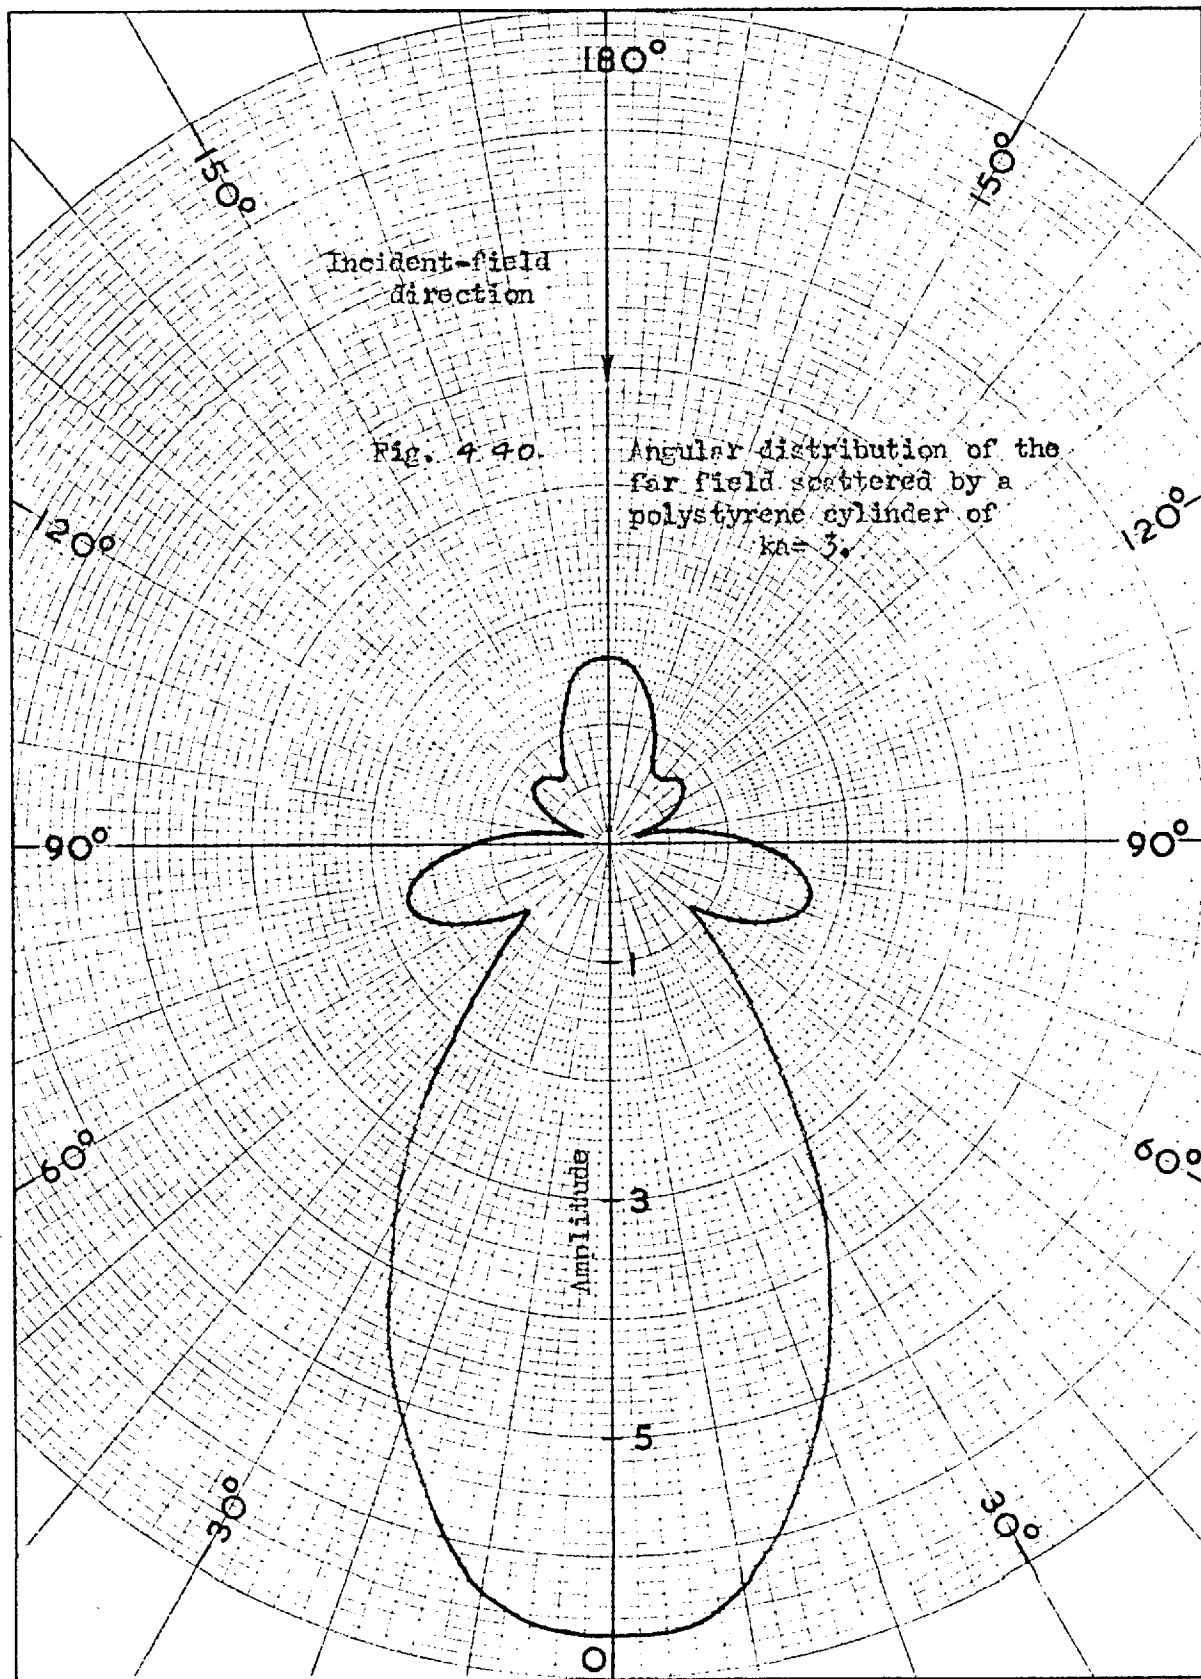 180°
150°
150°
Incident-field
direction
Fig. 4.40.
Angular distribution of the
far field scattered by a
polystyrene cylinder of
ka= 3.
120°
120°
90°
90°
1
60°
60°
Amplitude
3
5
30°
30°
0